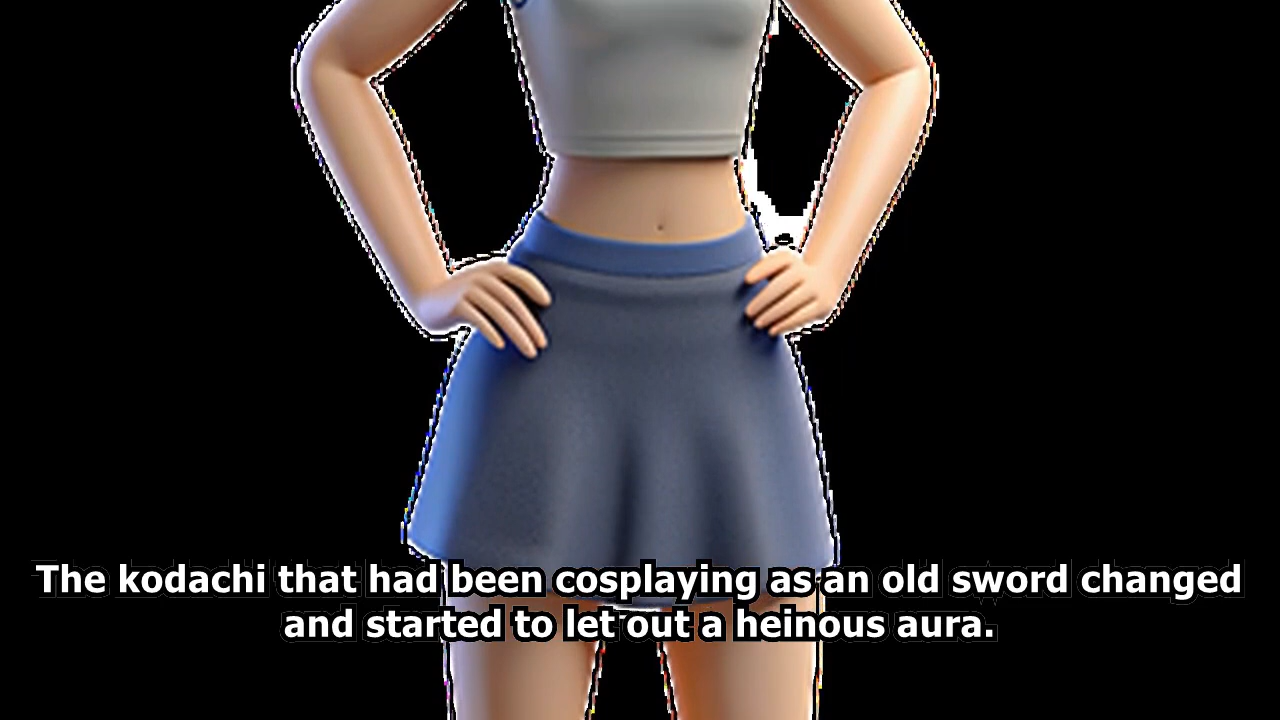 The kodachi that had been cosplaying as an old sword changed
and started to let out a heinous aura.